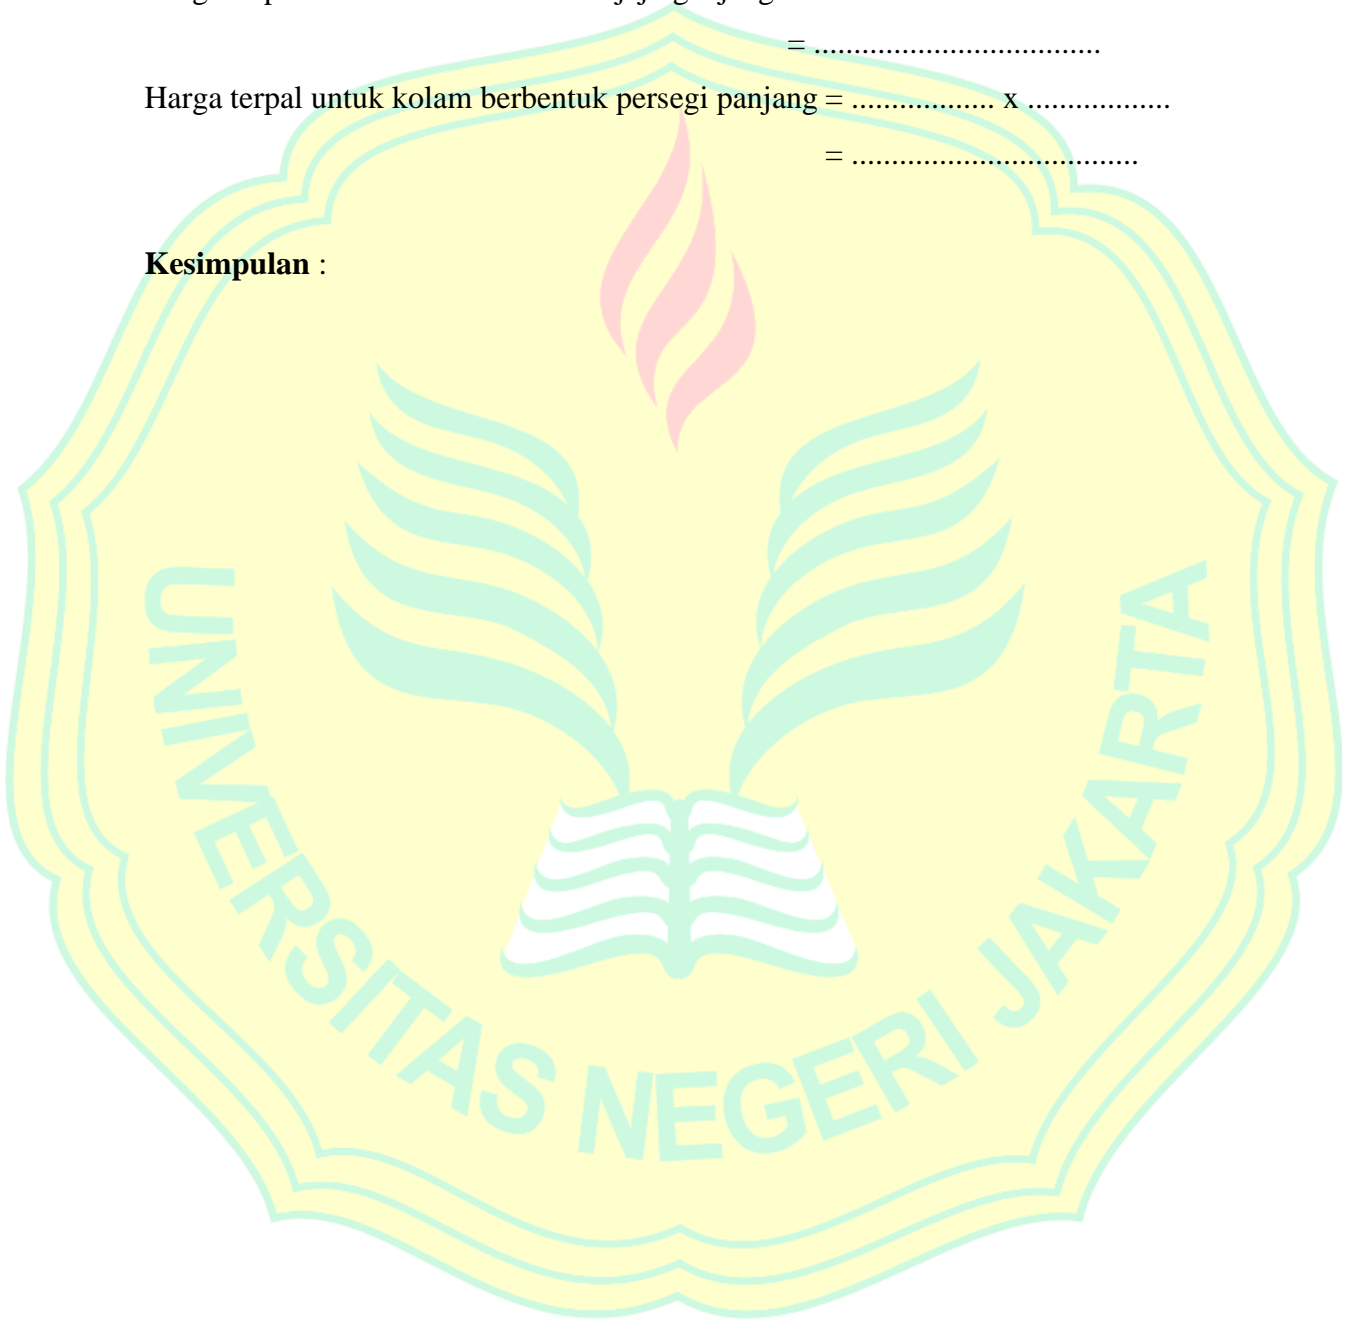 = ....................................
Harga terpal untuk kolam berbentuk persegi panjang = .................. x ..................
= ....................................
Kesimpulan :
UNIVERSITAS NEGERI JAKARTA